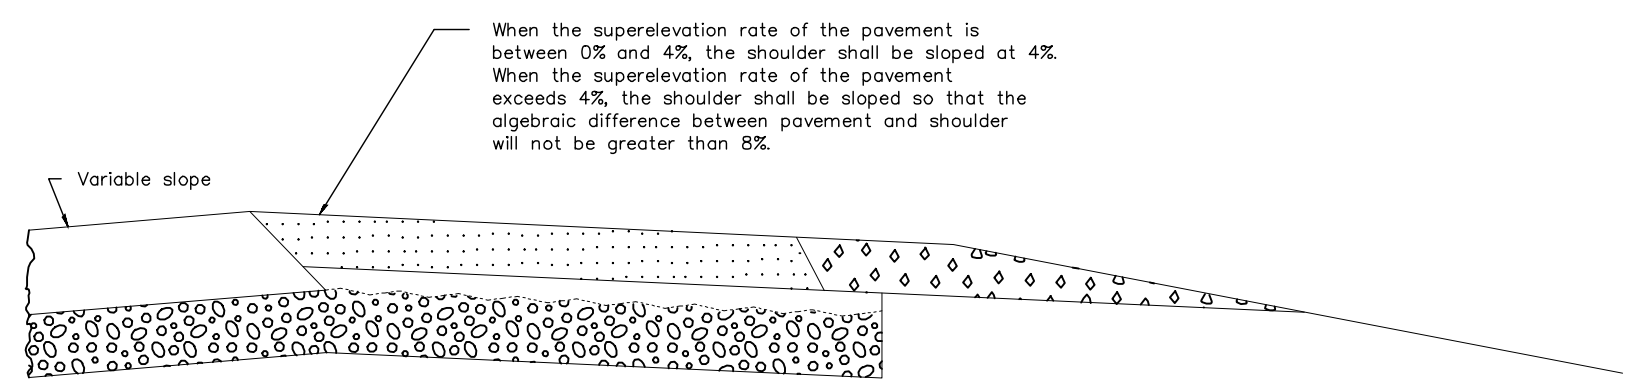 When the superelevation rate of the pavement is
between 0% and 4%, the shoulder shall be sloped at 4%.
When the superelevation rate of the pavement
exceeds 4%, the shoulder shall be sloped so that the
algebraic difference between pavement and shoulder
will not be greater than 8%.
Variable slope